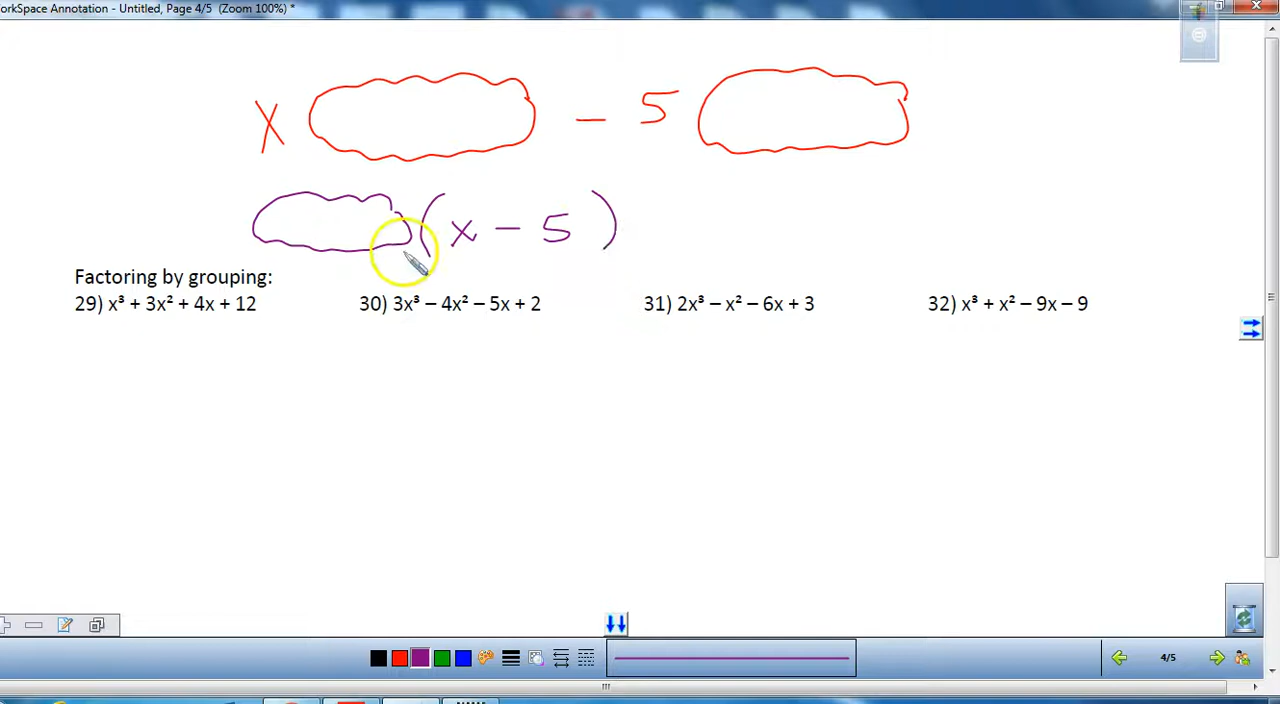 orkSpace Annotation - Untitled, Page 4/5 (Zoom 100%) *
x - 5
(x - 5)
Factoring by grouping:
29) x³ + 3x² + 4x + 12 30) 3x³ – 4x² – 5x + 2 31) 2x³ – x² – 6x + 3 32) x³ + x² – 9x – 9
4/5